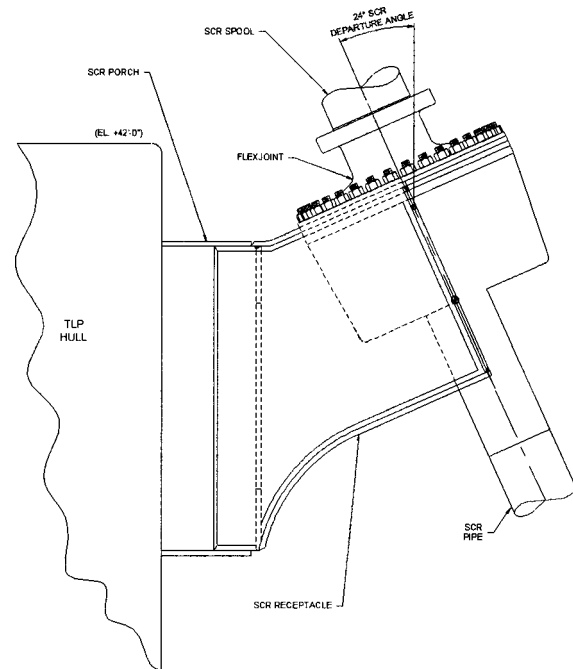 24° SCR
DEPARTURE ANGLE
SCR SPOOL
SCR PORCH
(EL. +42'-0")
FLEXJOINT
TLP
HULL
SCR
PIPE
SCR RECEPTACLE